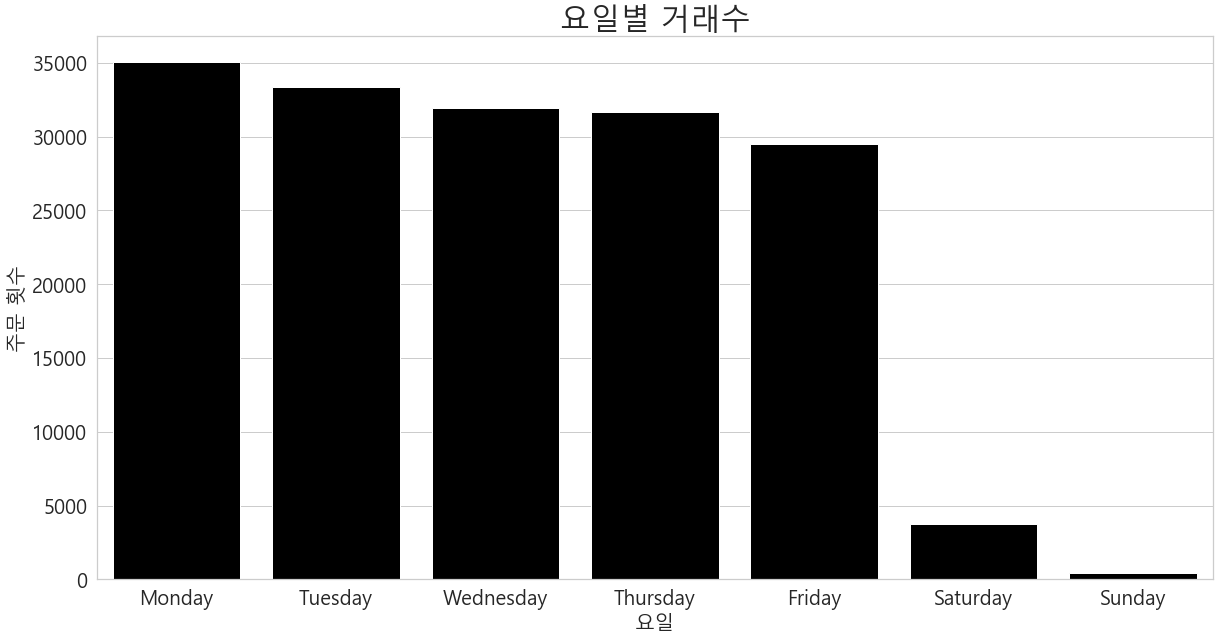 요일별 거래수
주문 횟수
35000
30000
25000
20000
15000
10000
5000
0
Monday Tuesday Wednesday Thursday Friday Saturday Sunday
요일